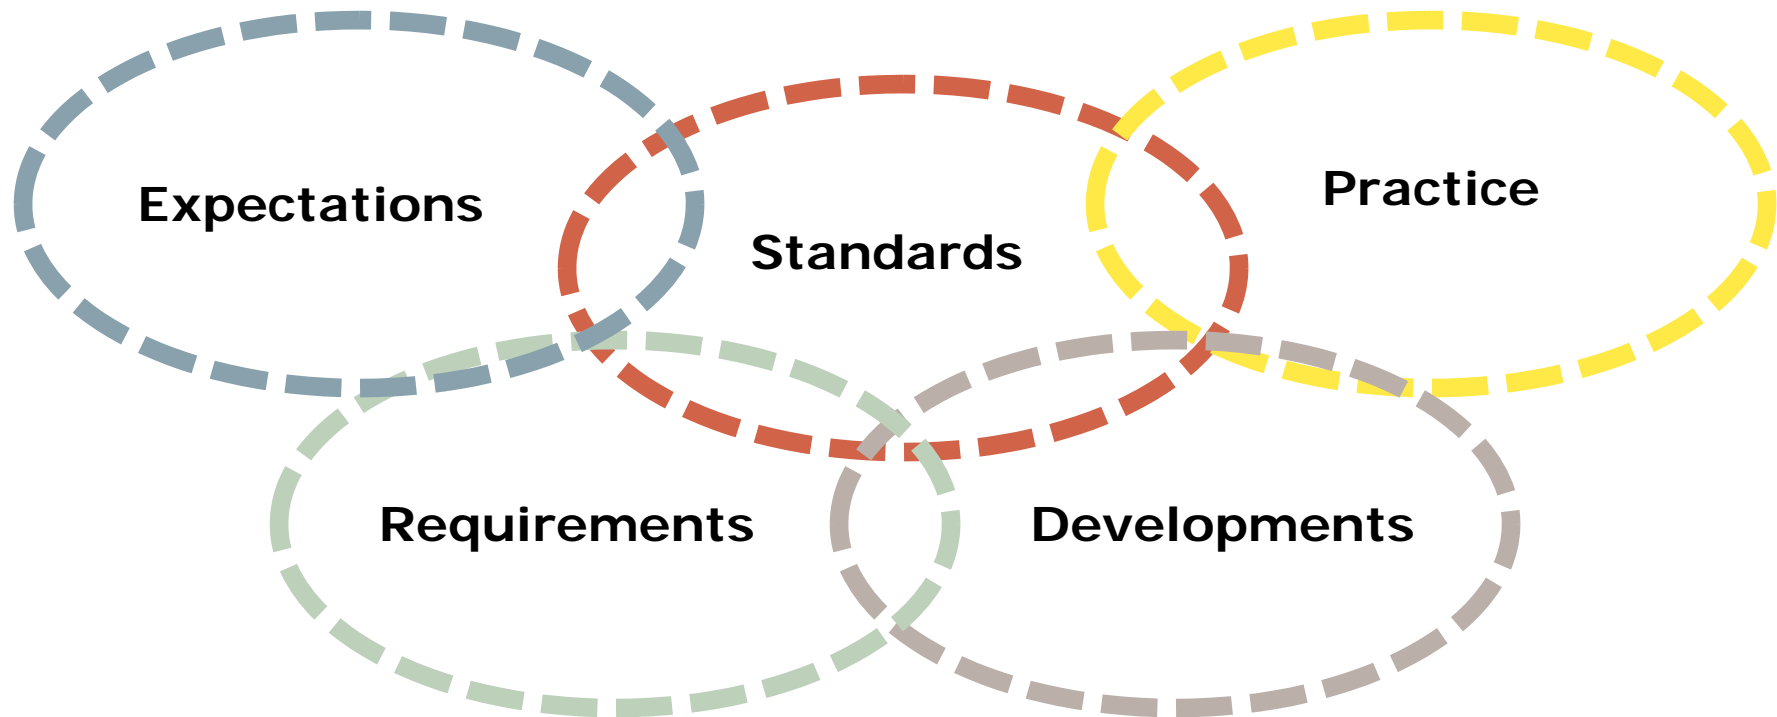 Expectations
Standards
Practice
Requirements
Developments